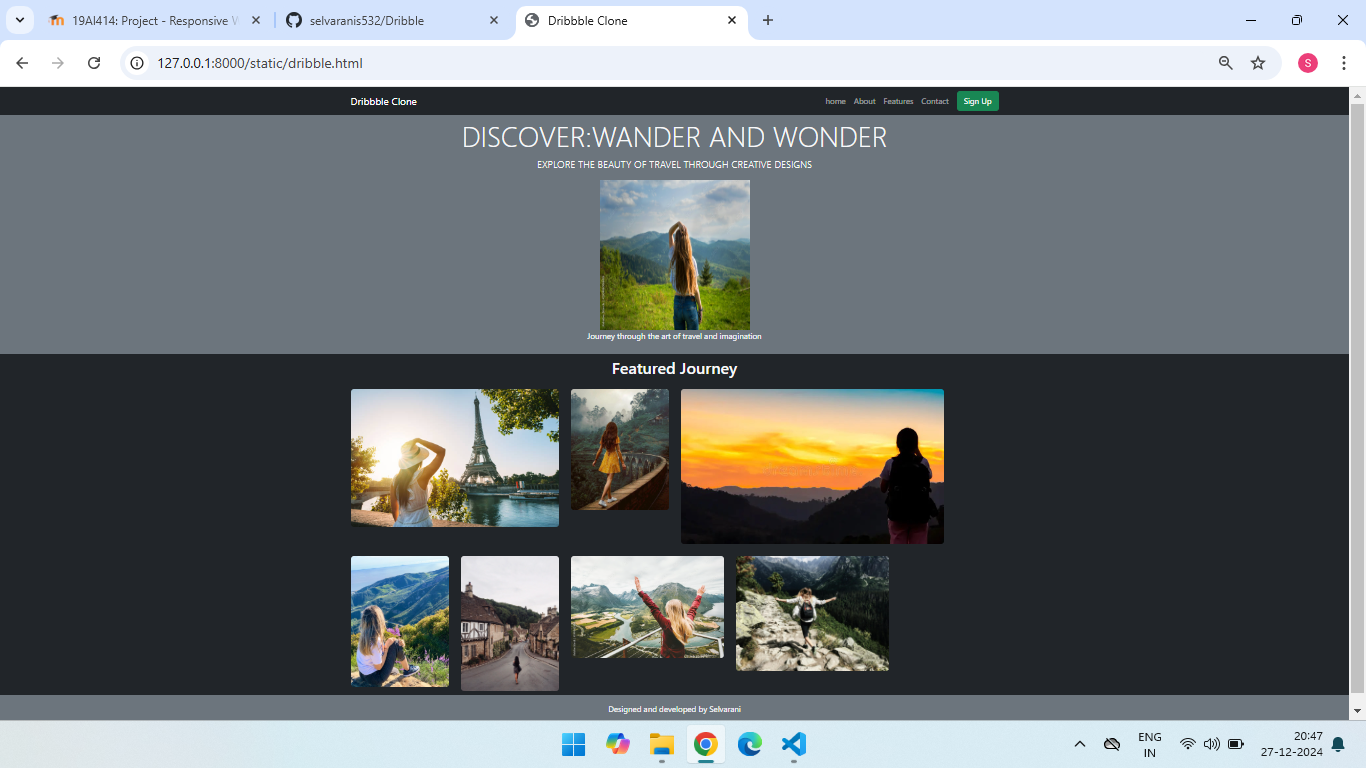 19AI414: Project - Responsive W
selvaranis532/Dribble
Dribbble Clone
127.0.0.1:8000/static/dribble.html
S
Dribbble Clone
home About Features Contact Sign Up
DISCOVER:WANDER AND WONDER
EXPLORE THE BEAUTY OF TRAVEL THROUGH CREATIVE DESIGNS
Journey through the art of travel and imagination
Featured Journey
Designed and developed by Selvarani
ENG
IN
20:47
27-12-2024